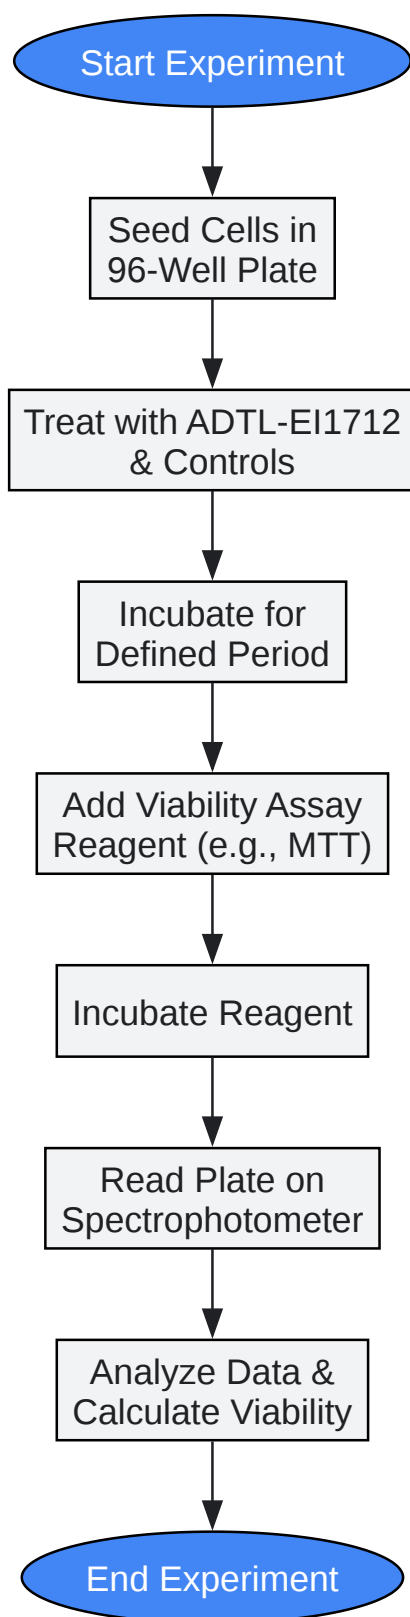 Start Experiment
Seed Cells in
96-Well Plate
Treat with ADTL-EI1712
& Controls
Incubate for
Defined Period
Add Viability Assay
Reagent (e.g., MTT)
Incubate Reagent
Read Plate on
Spectrophotometer
Analyze Data &
Calculate Viability
End Experiment